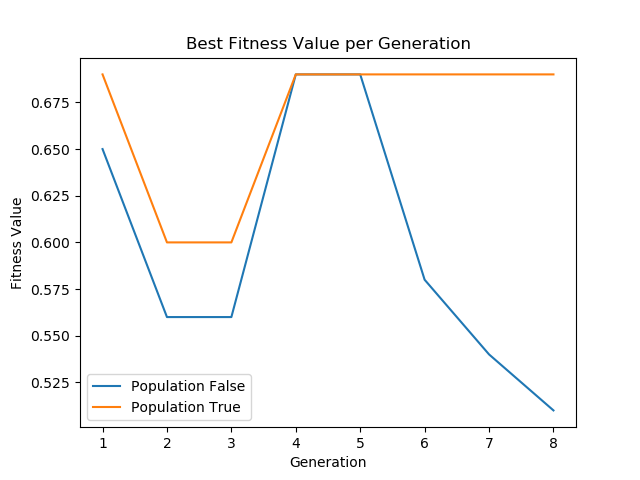 Best Fitness Value per Generation
Fitness Value
0.675
0.650
0.625
0.600
0.575
0.550
0.525
Population False
Population True
1 2 3 4 5 6 7 8
Generation